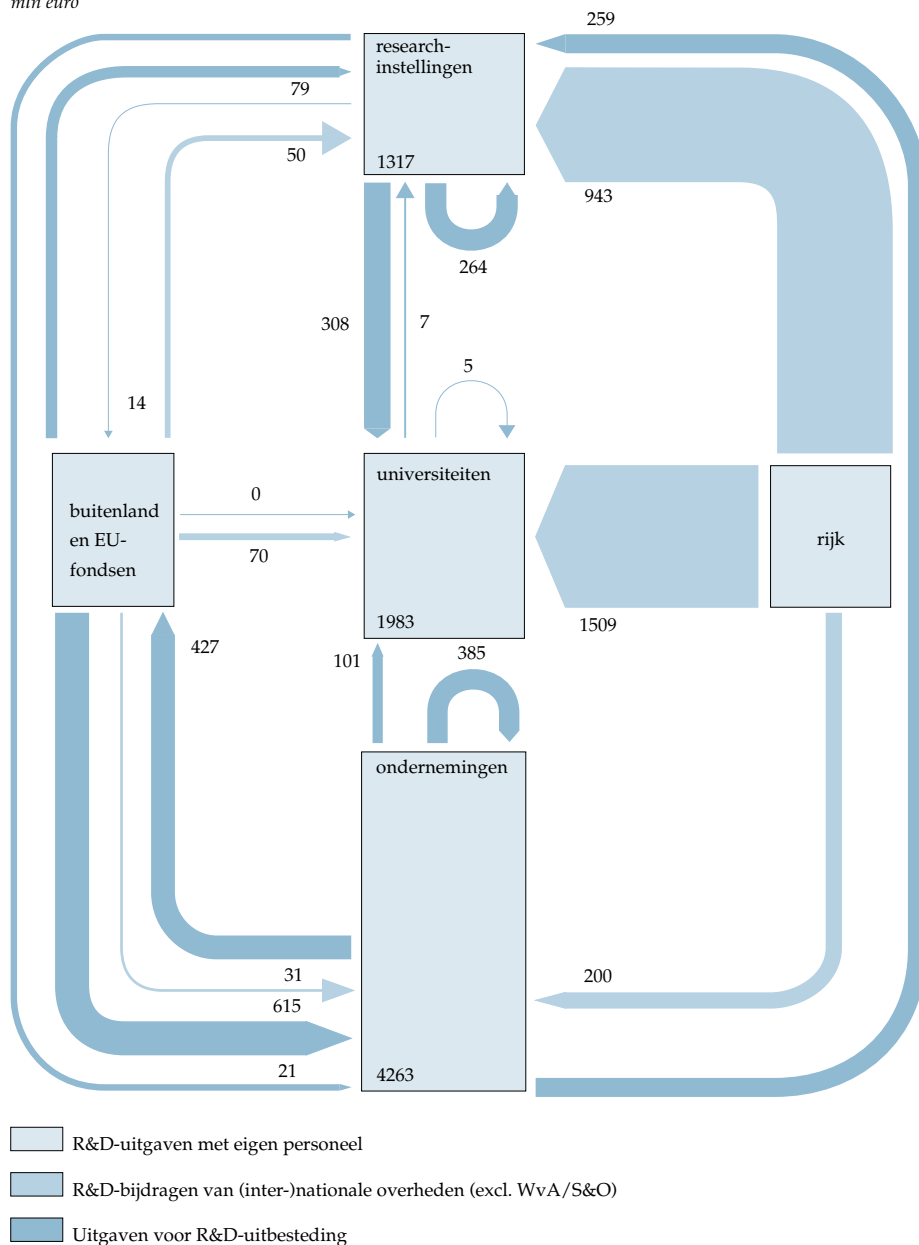 mln euro
259
research-
instellingen
79
50
1317
943
264
308
7
5
14
universiteiten
buitenland
en EU-
fondsen
0
70
rijk
1983
1509
427
101
385
ondernemingen
31
200
615
21
4263
R&D-uitgaven met eigen personeel
R&D-bijdragen van (inter-)nationale overheden (excl. WvA/S&O)
Uitgaven voor R&D-uitbesteding